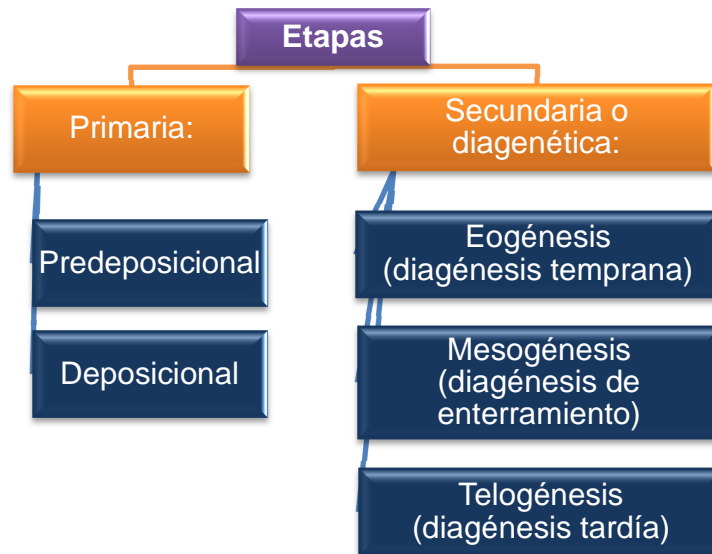 Etapas
Primaria:
Predeposicional
Deposicional
Secundaria o
diagenética:
Eogénesis
(diagénesis temprana)
Mesogénesis
(diagénesis de
enterramiento)
Telogénesis
(diagénesis tardía)